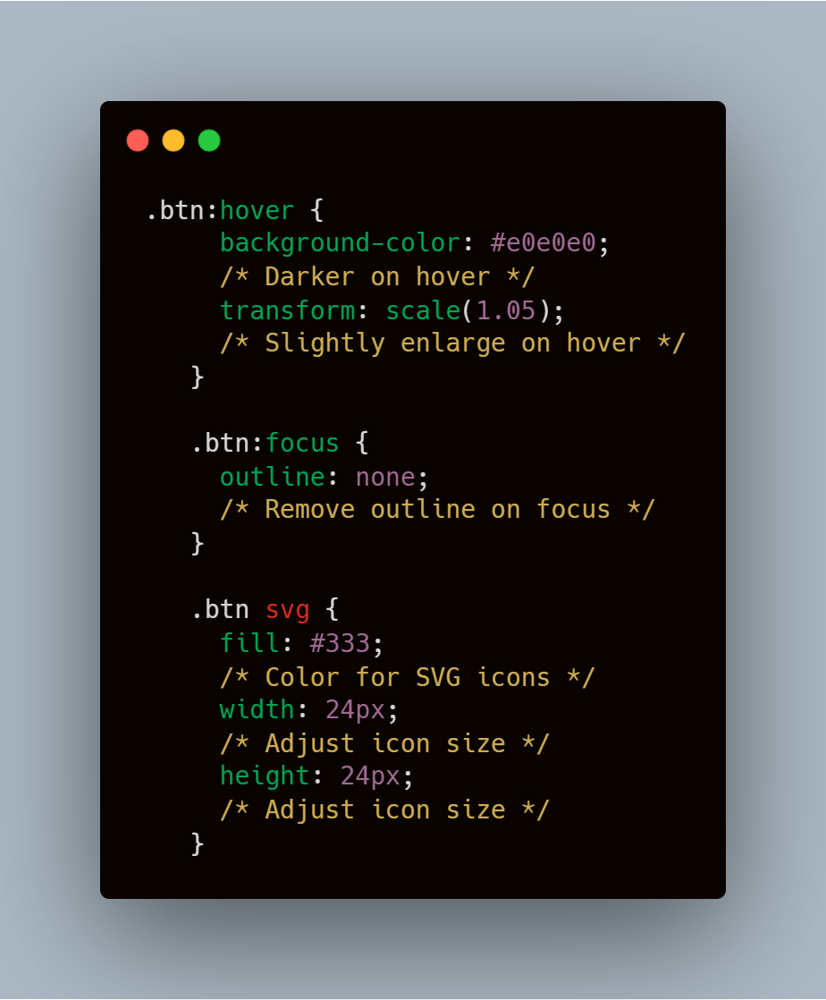 .btn:hover {
background-color: #e0e0e0;
/* Darker on hover */
transform: scale(1.05);
/* Slightly enlarge on hover */
}
.btn:focus {
outline: none;
/* Remove outline on focus */
}
.btn svg {
fill: #333;
/* Color for SVG icons */
width: 24px;
/* Adjust icon size */
height: 24px;
/* Adjust icon size */
}